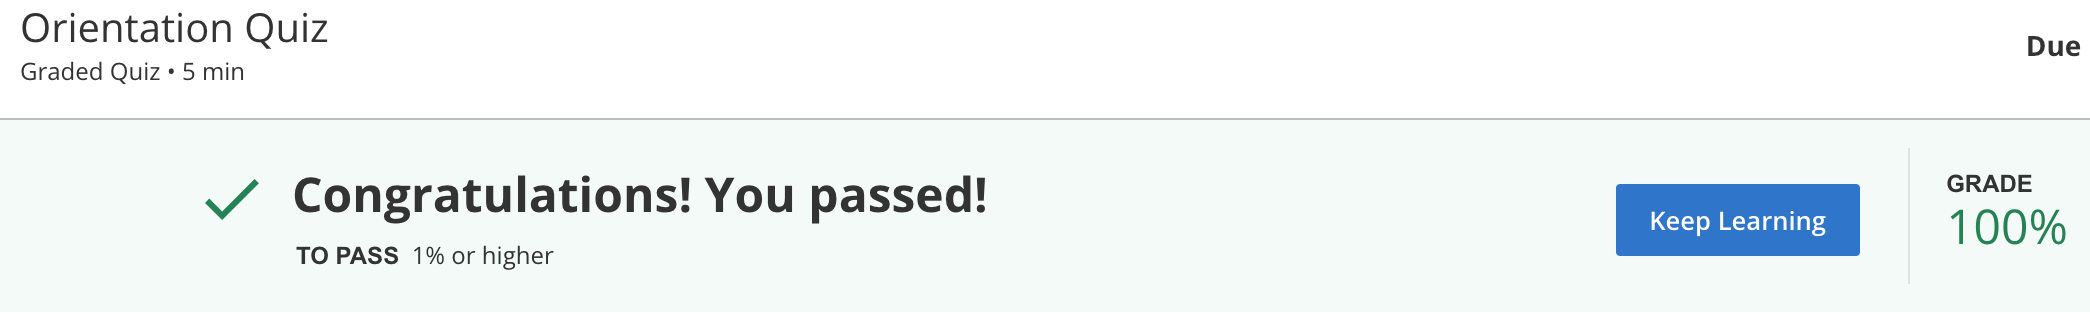 Orientation Quiz
Graded Quiz • 5 min
Due
Congratulations! You passed!
TO PASS 1% or higher
Keep Learning
GRADE
100%